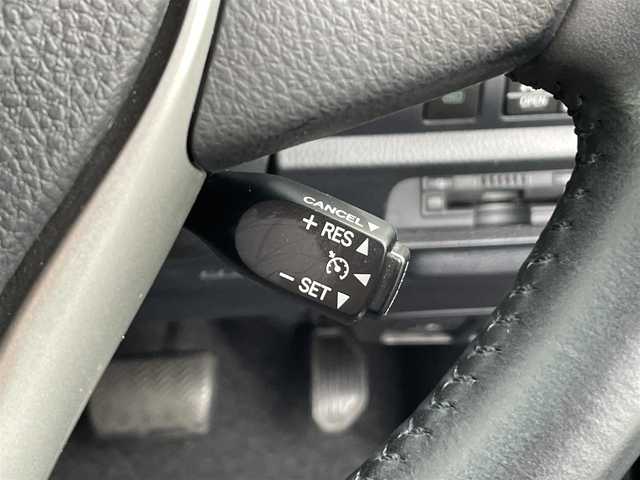 OPEN
CANCEL ▼
+ RES ▲
◀
− SET ▼